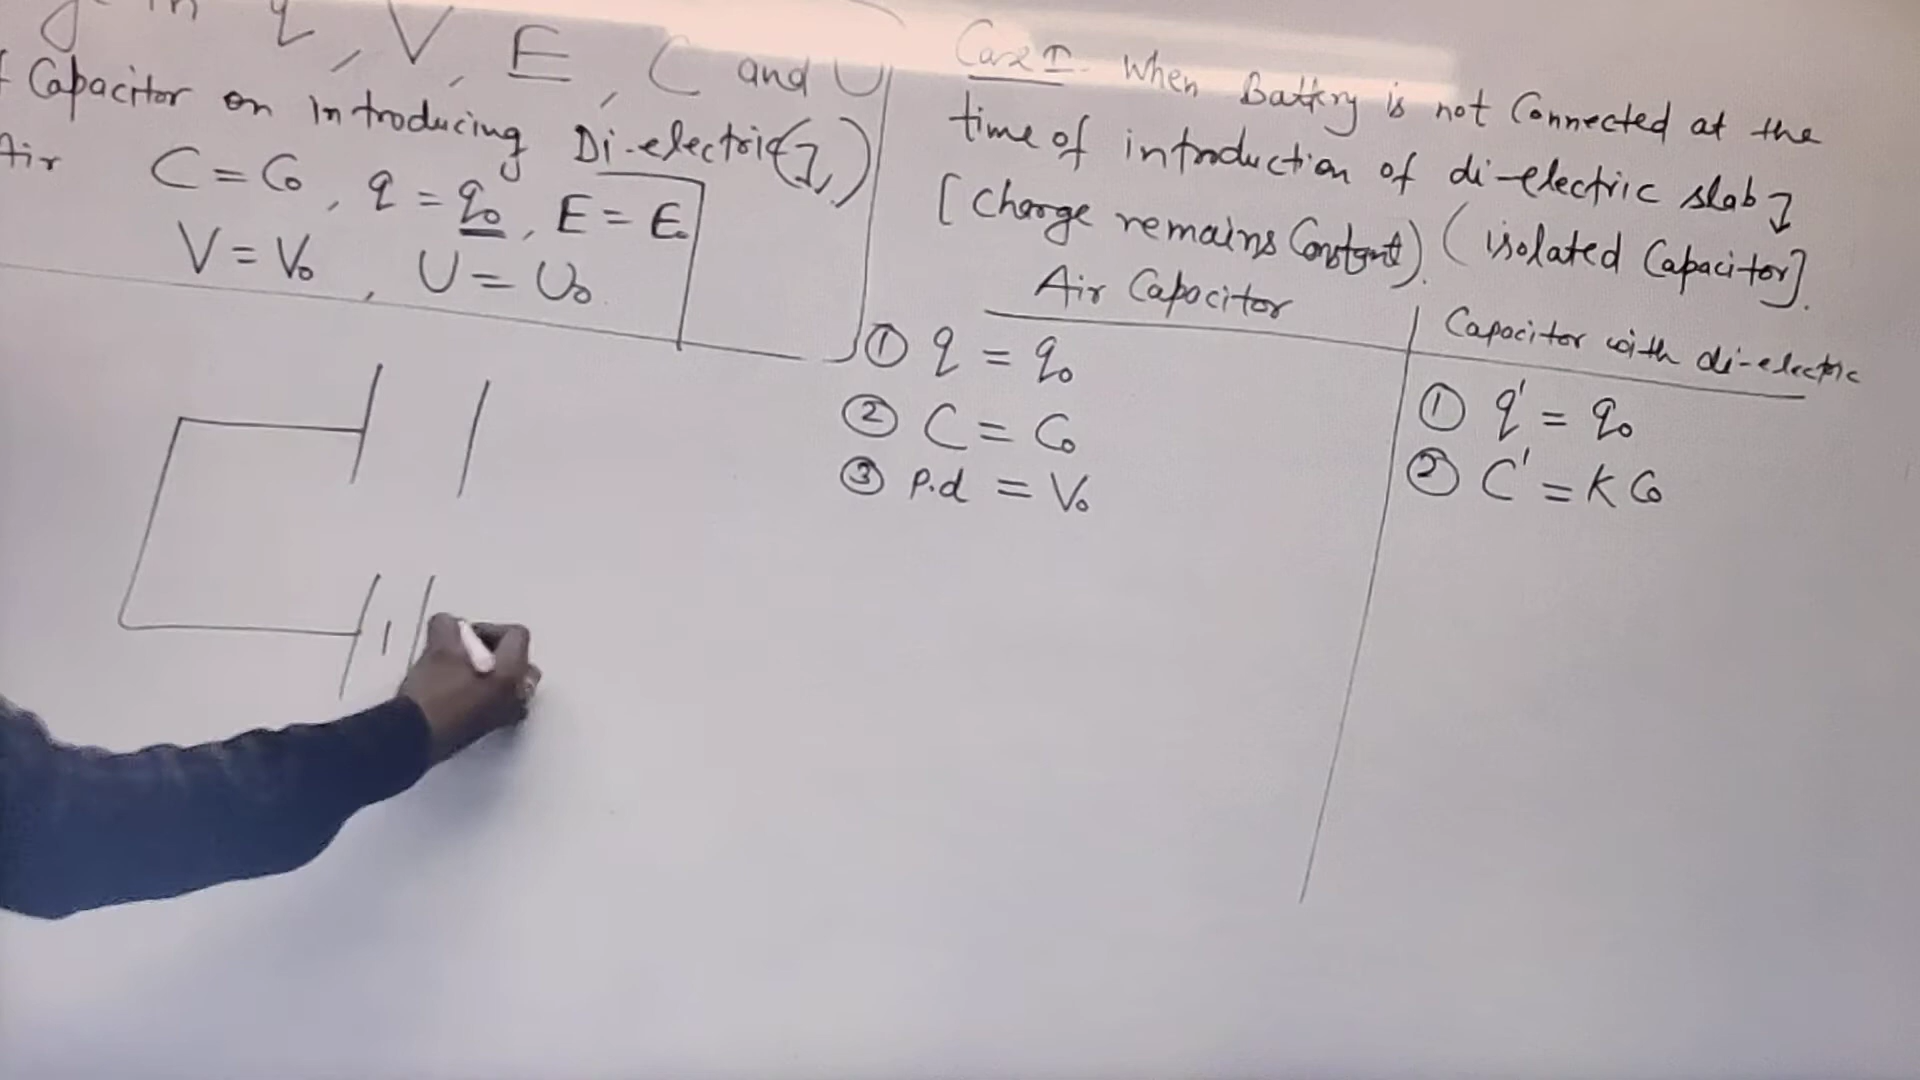 in q, V, E, C and U
f Capacitor on introducing Di-electric
Air C = C₀, q = q₀, E = E₀
V = V₀, U = U₀
Case I. When Battery is not Connected at the
time of introduction of di-electric slab]
[Charge remains Constant). (isolated Capacitor].
Air Capacitor
① q = q₀
② C = C₀
③ p.d = V₀
Capacitor with di-electric
① q' = q₀
② C' = K C₀